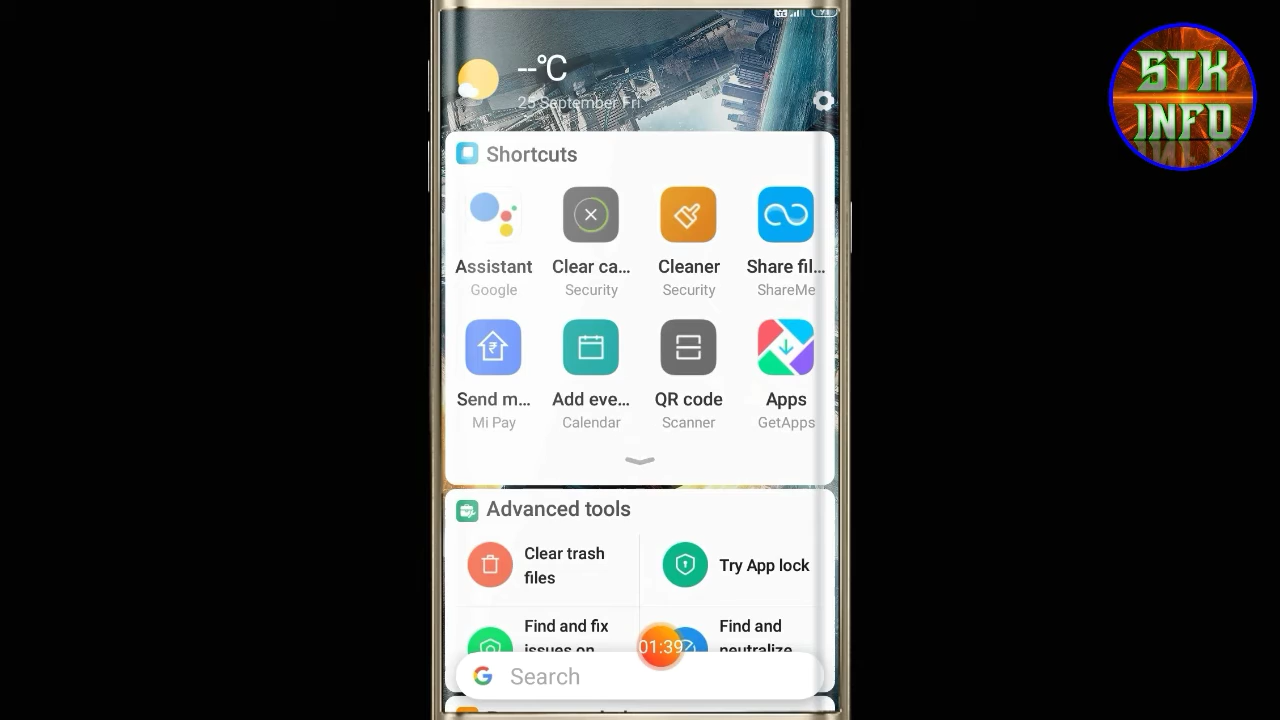 --°C
25 September Fri
STK
INFO
Shortcuts
Assistant
Google
Clear ca...
Security
Cleaner
Security
Share fil...
ShareMe
Send m...
Mi Pay
Add eve...
Calendar
QR code
Scanner
Apps
GetApps
Advanced tools
Clear trash
files
Try App lock
Find and fix
issues on
Find and
neutralize
01:39
Search